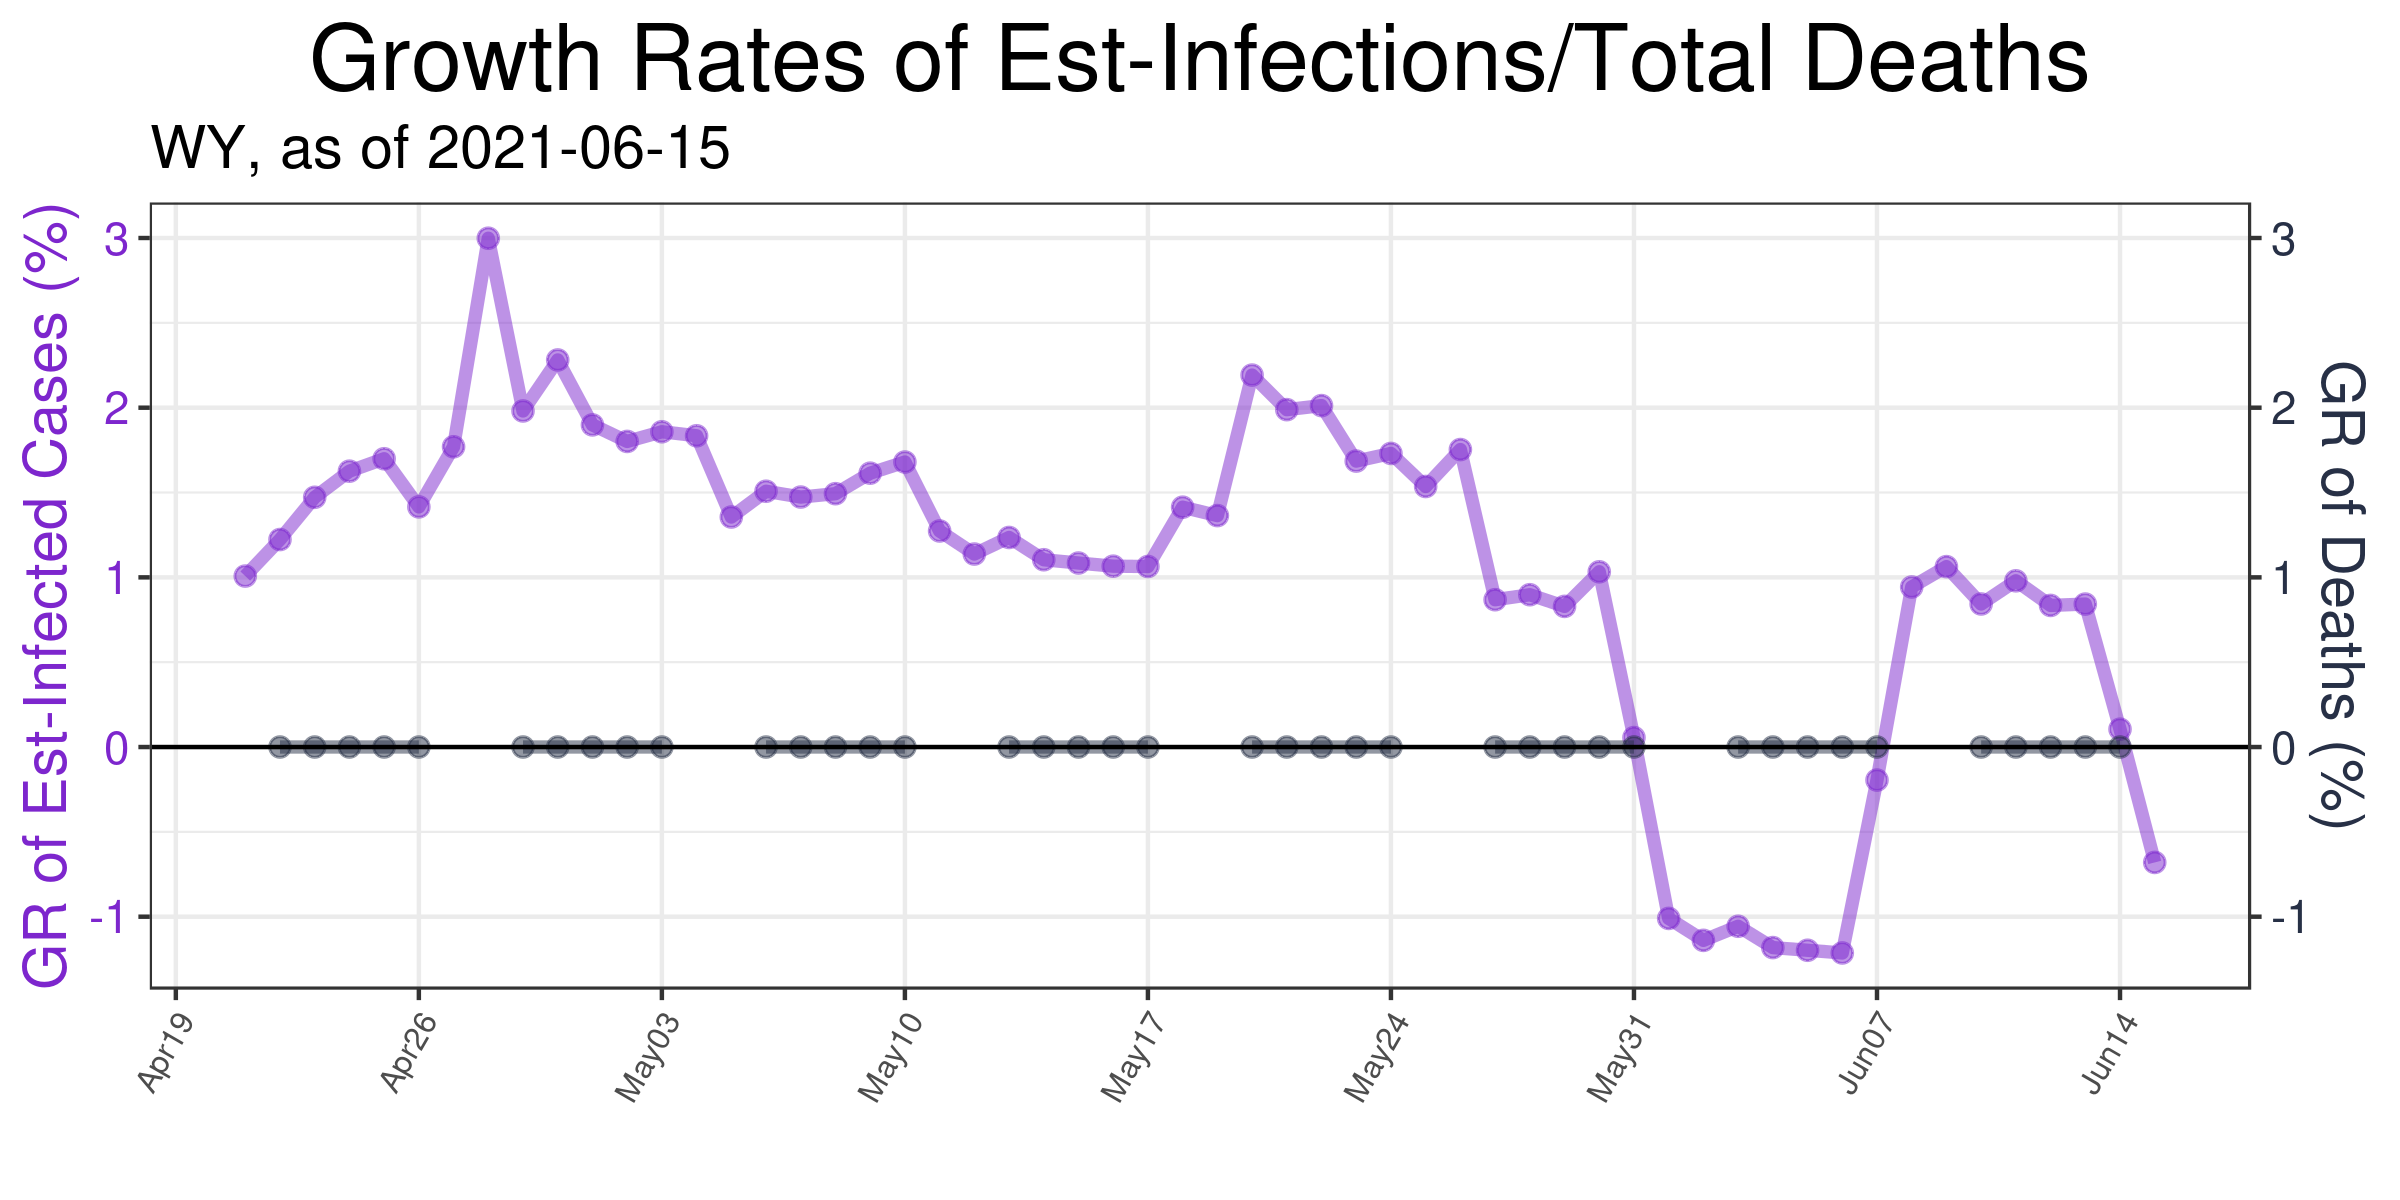 Growth Rates of Est-Infections/Total Deaths
WY, as of 2021-06-15
GR of Est-Infected Cases (%)
3
2
1
0
-1
3
2
1
0
-1
GR of Deaths (%)
Apr19
Apr26
May03
May10
May17
May24
May31
Jun07
Jun14